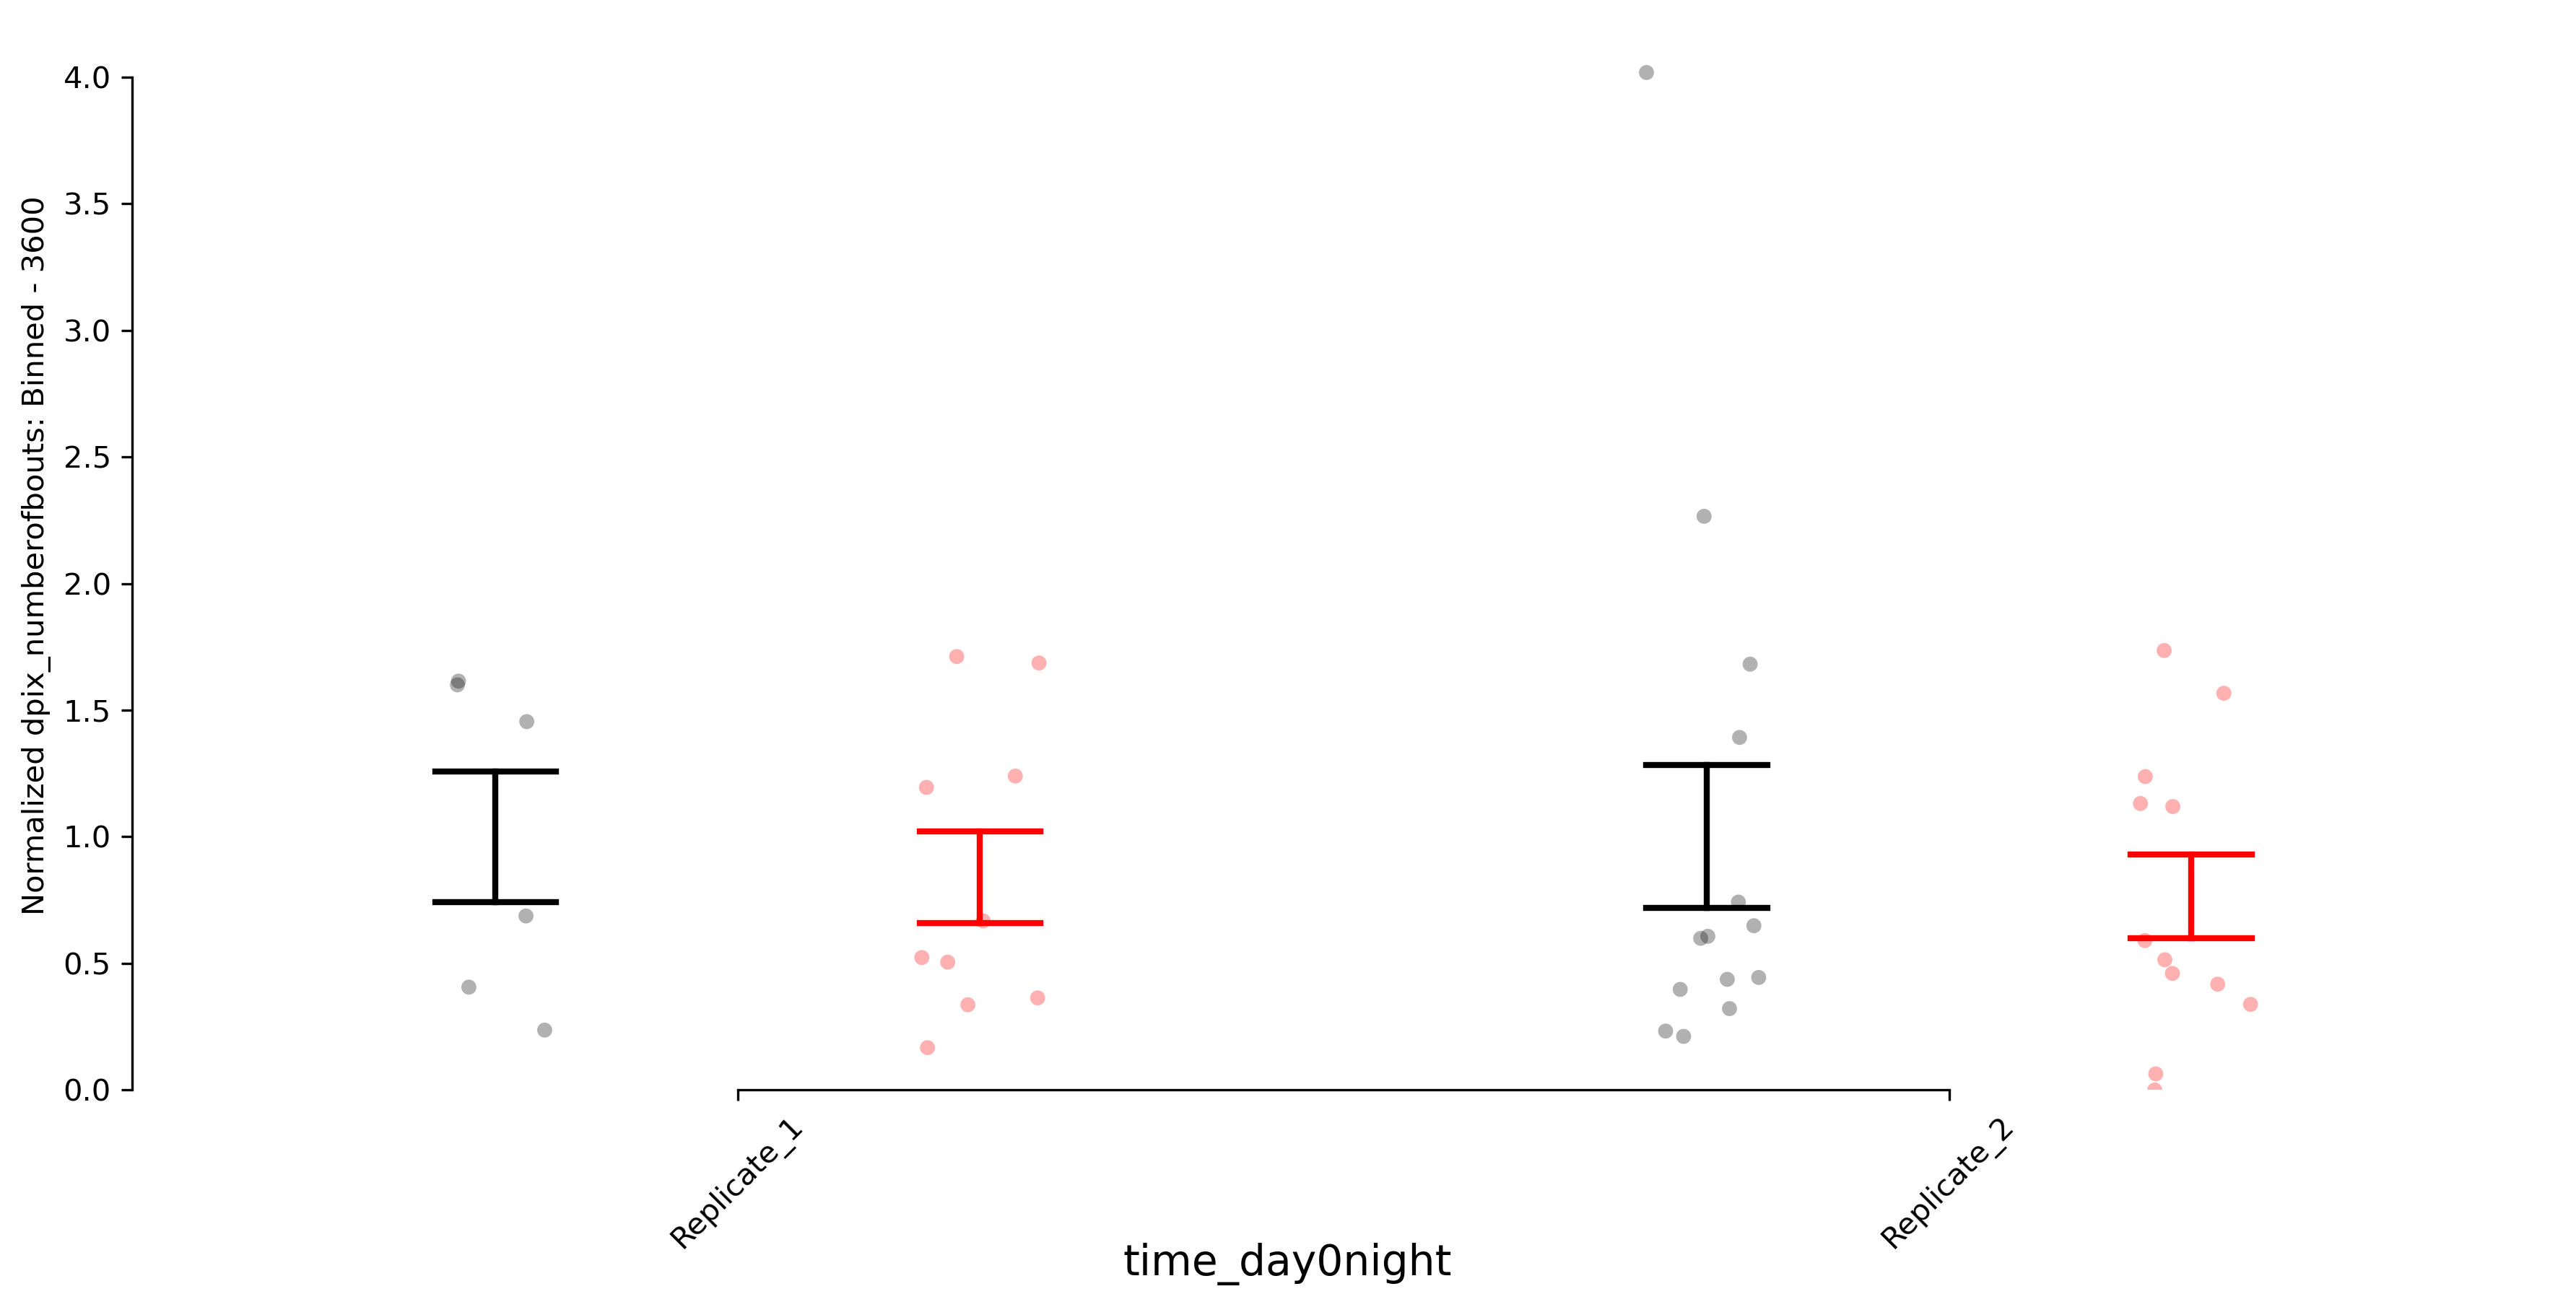 Normalized dpix_numberofbouts: Binned - 3600
4.0
3.5
3.0
2.5
2.0
1.5
1.0
0.5
0.0
Replicate_1
Replicate_2
time_day0night